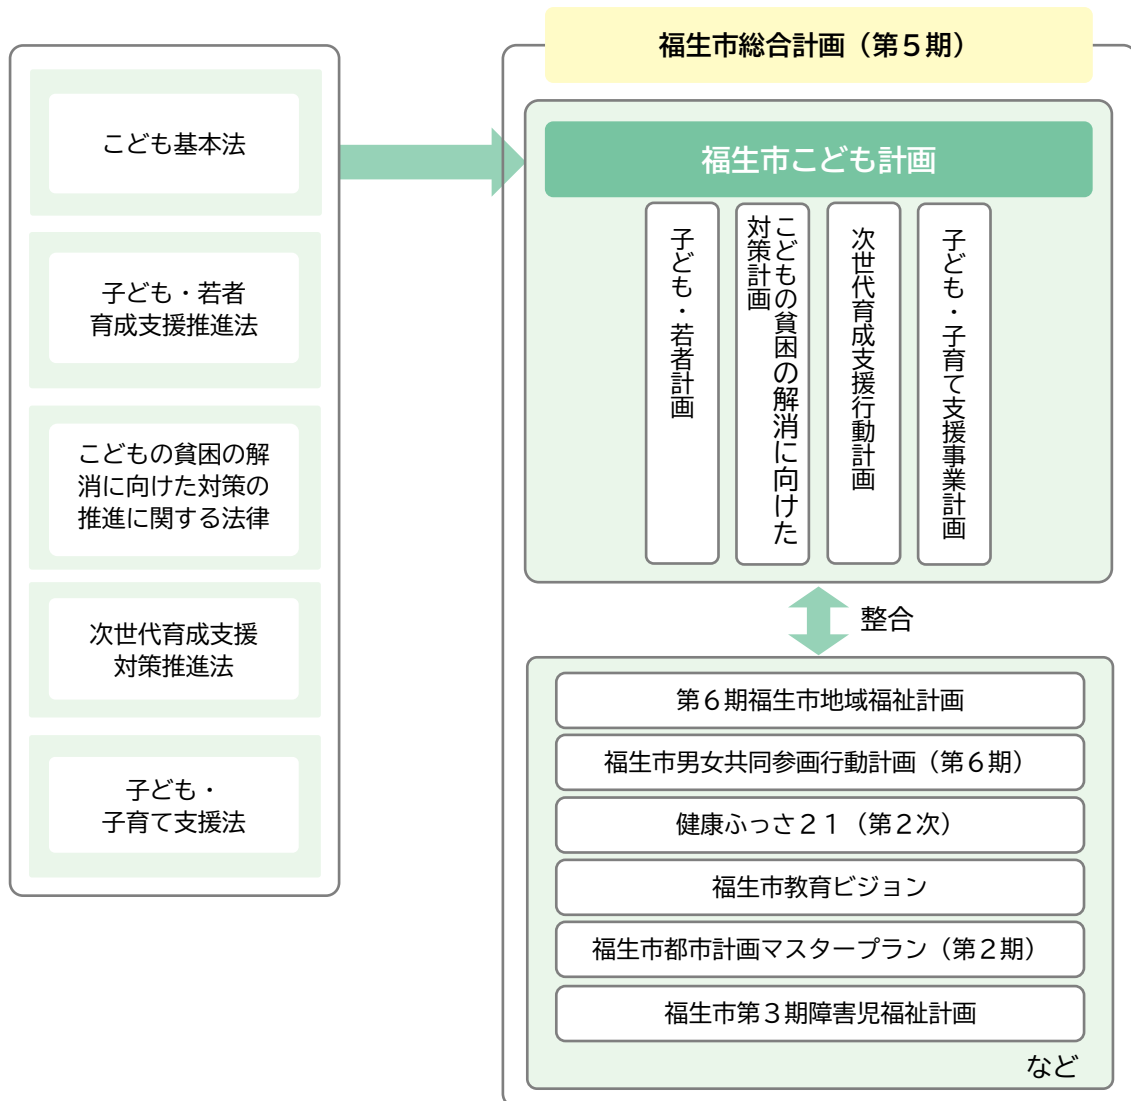 こども基本法
子ども・若者
育成支援推進法
こどもの貧困の解
消に向けた対策の
推進に関する法律
次世代育成支援
対策推進法
子ども・
子育て支援法
福生市総合計画（第５期）
福生市こども計画
子ども・若者計画
こどもの貧困の解消に向けた
対策計画
次世代育成支援行動計画
子ども・子育て支援事業計画
整合
第６期福生市地域福祉計画
福生市男女共同参画行動計画（第６期）
健康ふっさ２１（第２次）
福生市教育ビジョン
福生市都市計画マスタープラン（第２期）
福生市第３期障害児福祉計画
など